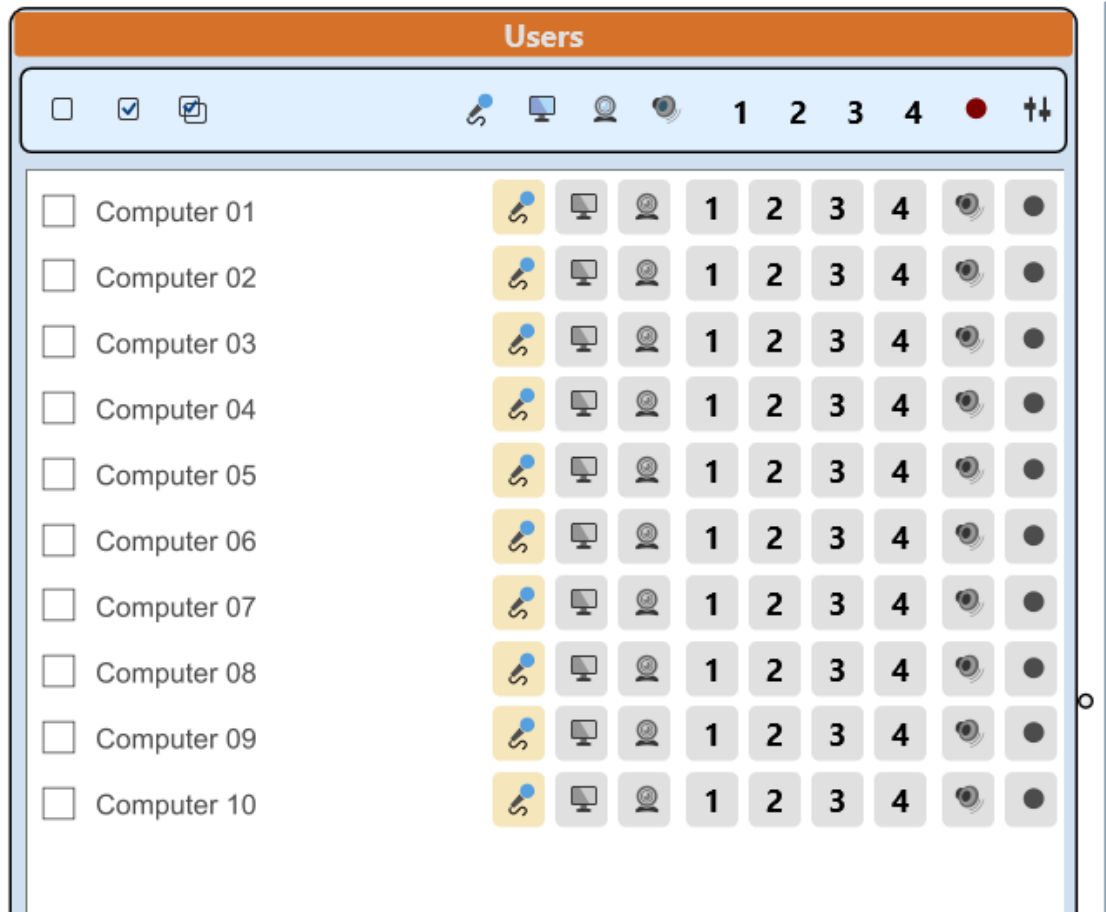 Users
1 2 3 4
Computer 01 1 2 3 4
Computer 02 1 2 3 4
Computer 03 1 2 3 4
Computer 04 1 2 3 4
Computer 05 1 2 3 4
Computer 06 1 2 3 4
Computer 07 1 2 3 4
Computer 08 1 2 3 4
Computer 09 1 2 3 4
Computer 10 1 2 3 4